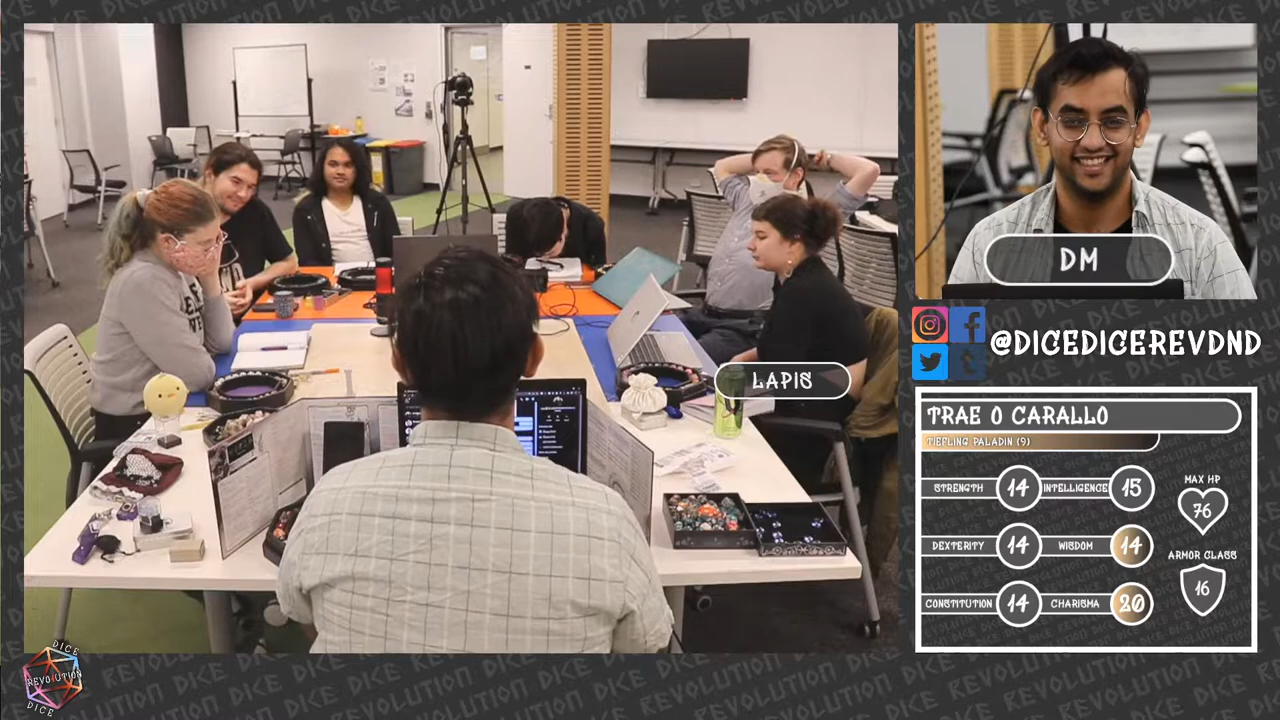 DM
@DICEDICEREVDND
LAPIS
TRAE O CARALLO
TIEFLING PALADIN (9)
STRENGTH 14 INTELLIGENCE 15
MAX HP
76
DEXTERITY 14 WISDOM 14
ARMOR CLASS
16
CONSTITUTION 14 CHARISMA 20
DICE
REVOLUTION
DICE